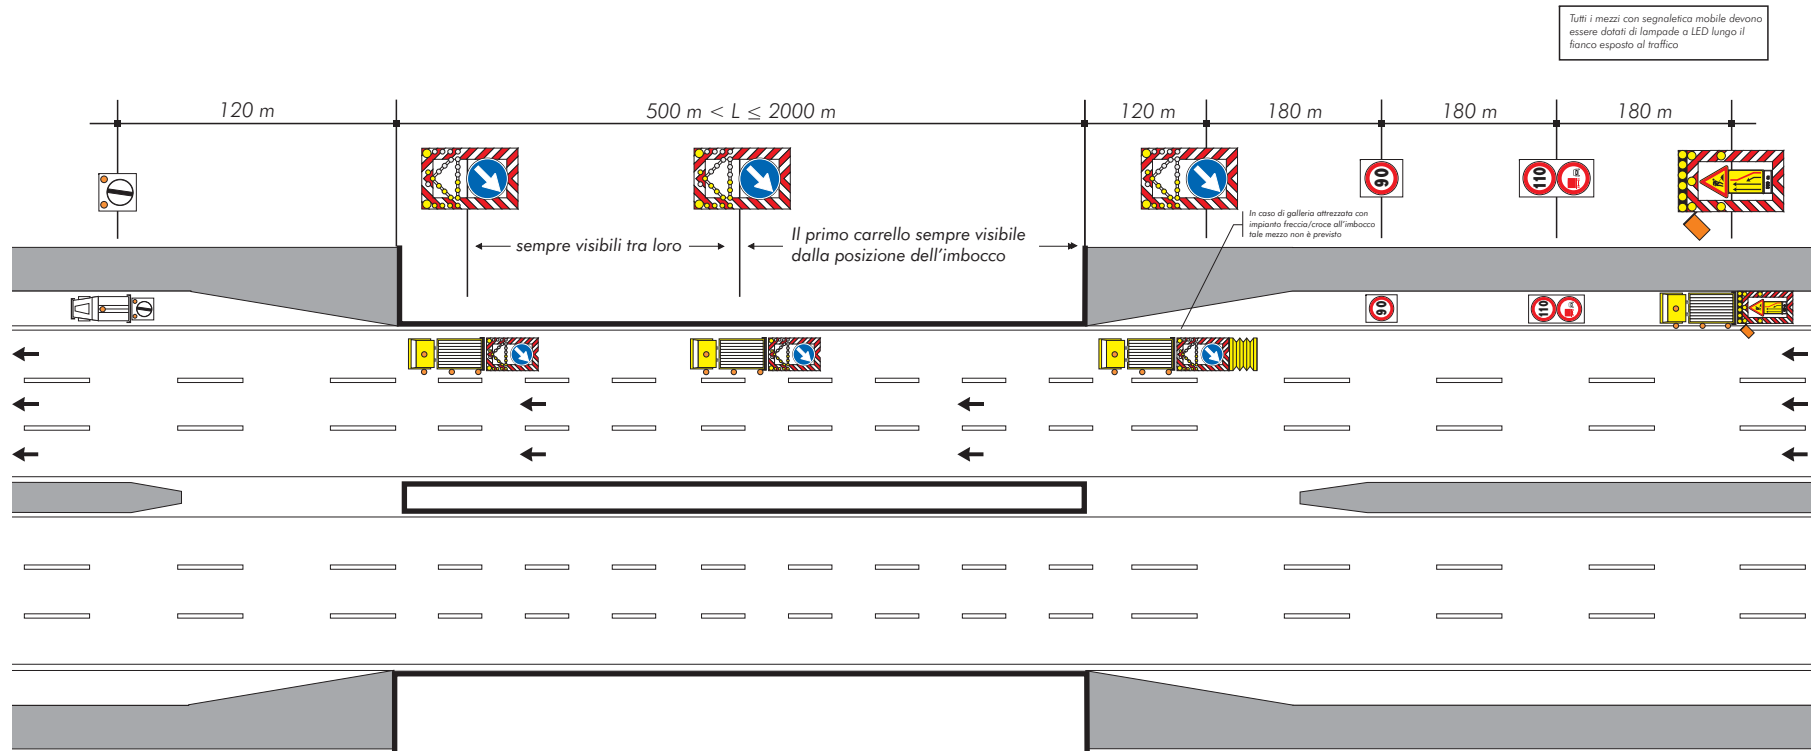 Tutti i mezzi con segnaletica mobile devono
essere dotati di lampade a LED lungo il
fianco esposto al traffico
120 m
500 m < L ≤ 2000 m
120 m
180 m
180 m
180 m
90
110
sempre visibili tra loro
Il primo carrello sempre visibile
dalla posizione dell'imbocco
In caso di galleria attrezzata con
impianto freccia/croce all'imbocco
tale mezzo non è previsto
90
110